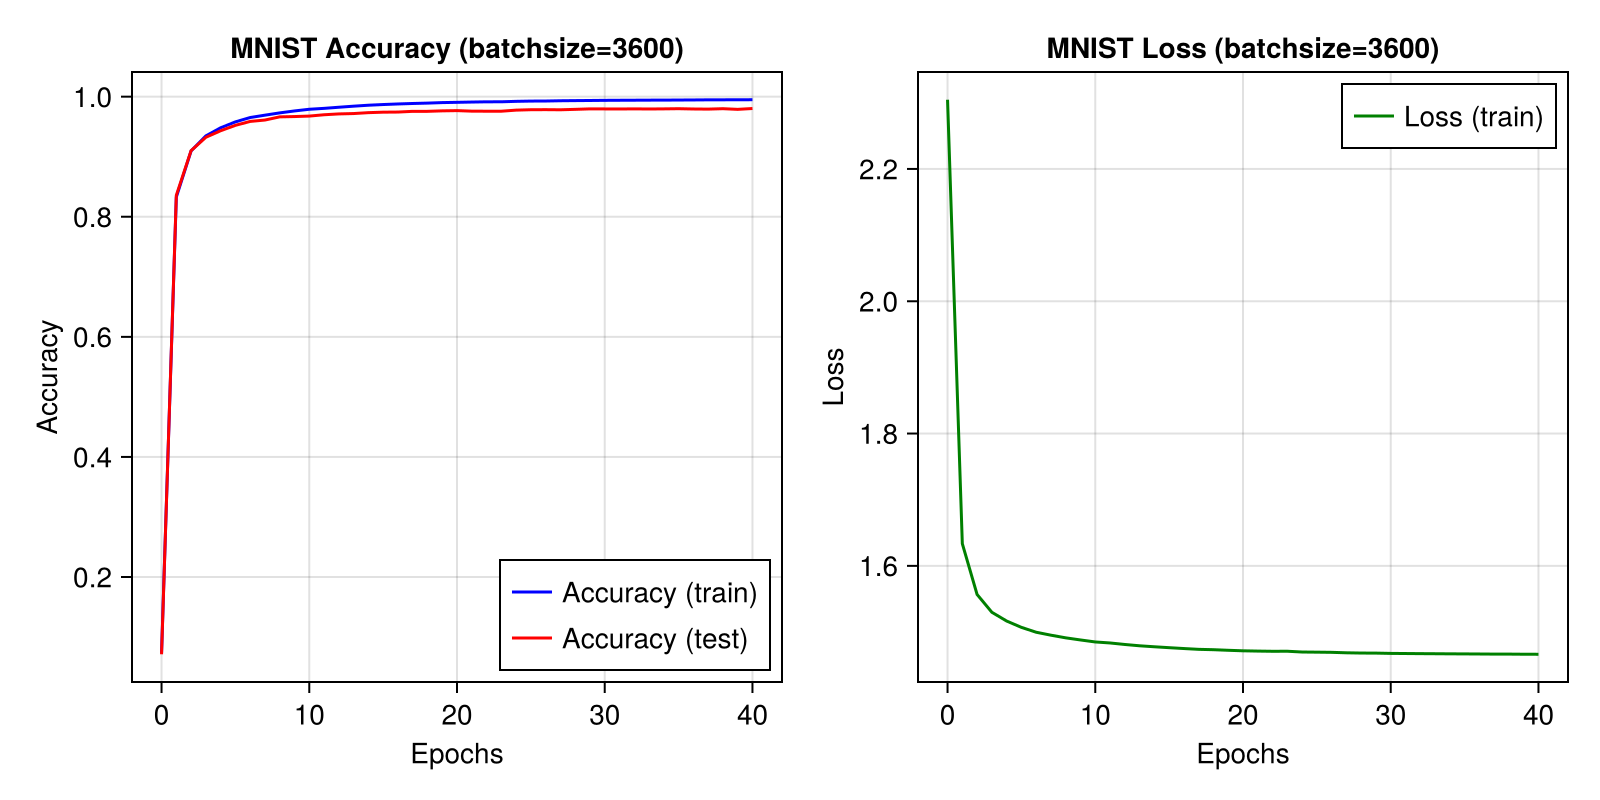 MNIST Accuracy (batchsize=3600)
1.0
0.8
0.6
0.4
0.2
Accuracy
Accuracy (train)
Accuracy (test)
0 10 20 30 40
Epochs
MNIST Loss (batchsize=3600)
Loss (train)
2.2
2.0
1.8
1.6
Loss
0 10 20 30 40
Epochs